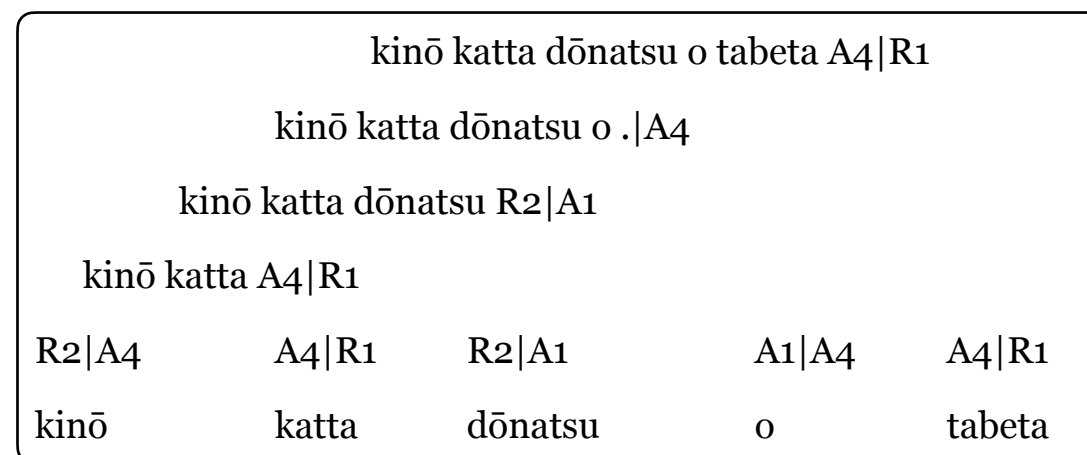 kinō katta dōnatsu o tabeta A4|R1
kinō katta dōnatsu o .|A4
kinō katta dōnatsu R2|A1
kinō katta A4|R1
R2|A4 A4|R1 R2|A1 A1|A4 A4|R1
kinō katta dōnatsu o tabeta